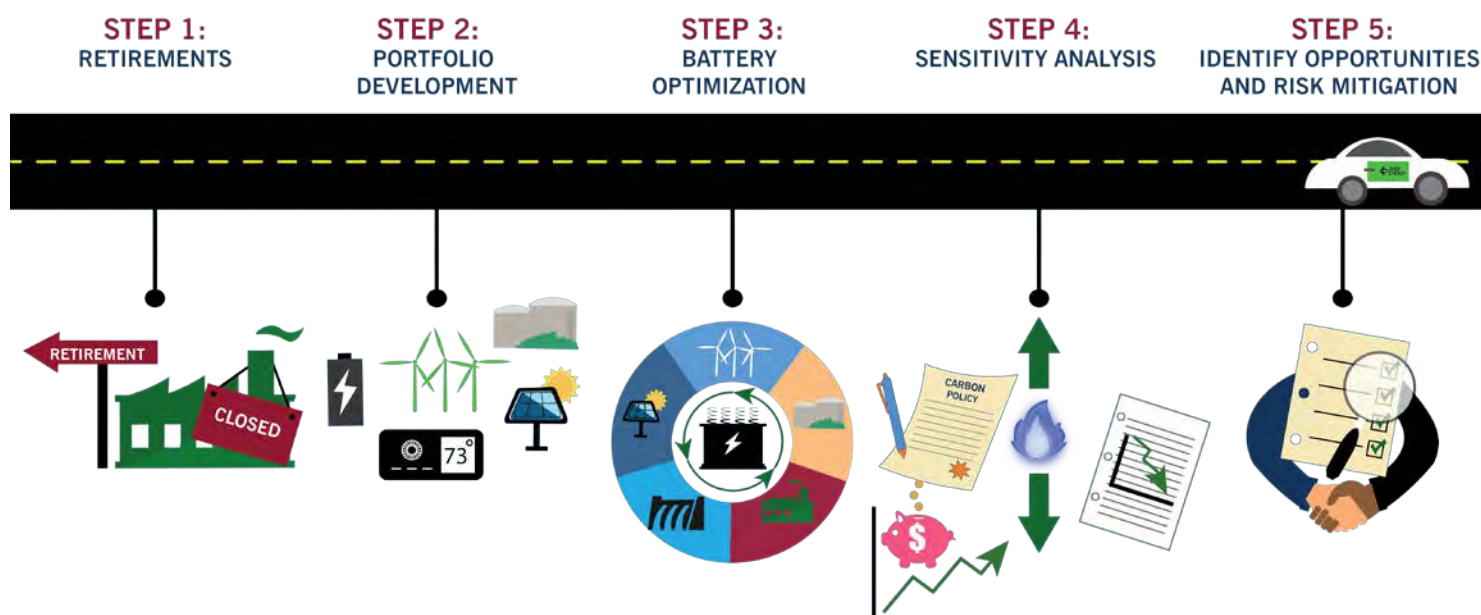 STEP 1:
RETIREMENTS
STEP 2:
PORTFOLIO
DEVELOPMENT
STEP 3:
BATTERY
OPTIMIZATION
STEP 4:
SENSITIVITY ANALYSIS
STEP 5:
IDENTIFY OPPORTUNITIES
AND RISK MITIGATION
RETIREMENT
CLOSED
73°
CARBON
POLICY
$